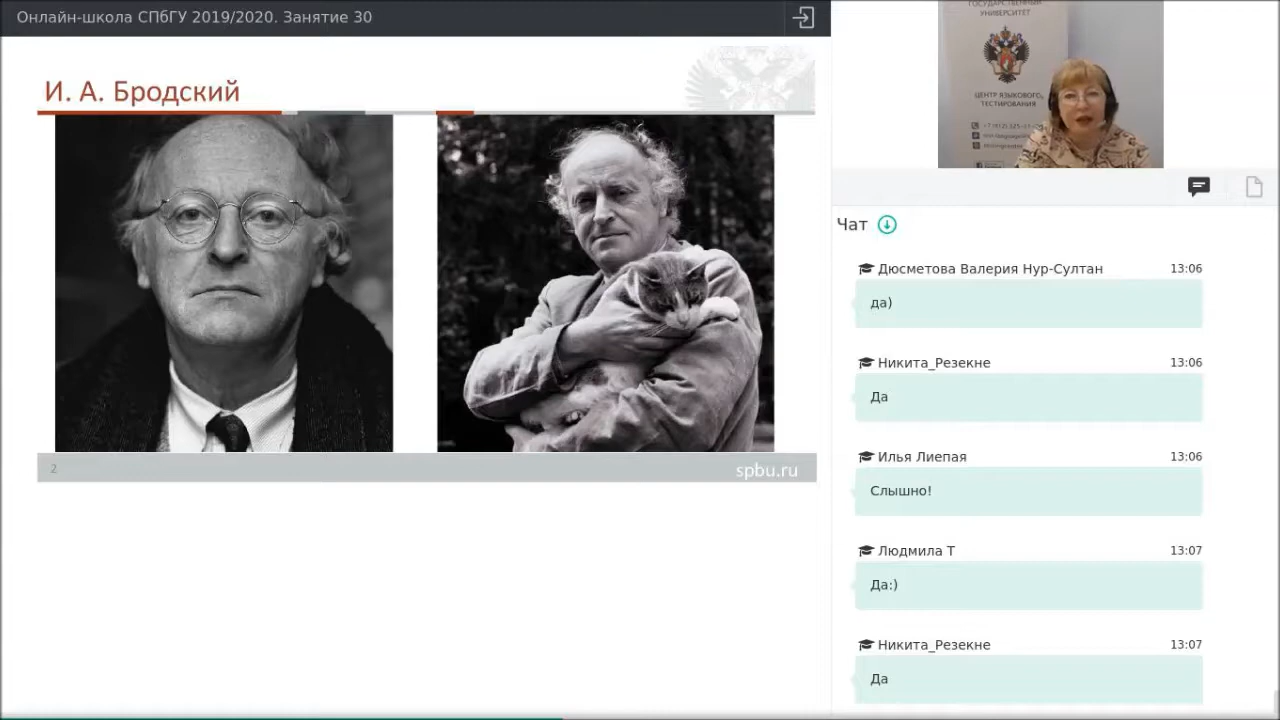 Онлайн-школа СПбГУ 2019/2020. Занятие 30
И. А. Бродский
2
spbu.ru
УНИВЕРСИТЕТ
ЦЕНТР ЯЗЫКОВОГО
ТЕСТИРОВАНИЯ
Чат
Дюсметова Валерия Нур-Султан 13:06
да)
Никита_Резекне 13:06
Да
Илья Лиепая 13:06
Слышно!
Людмила Т 13:07
Да:)
Никита_Резекне 13:07
Да